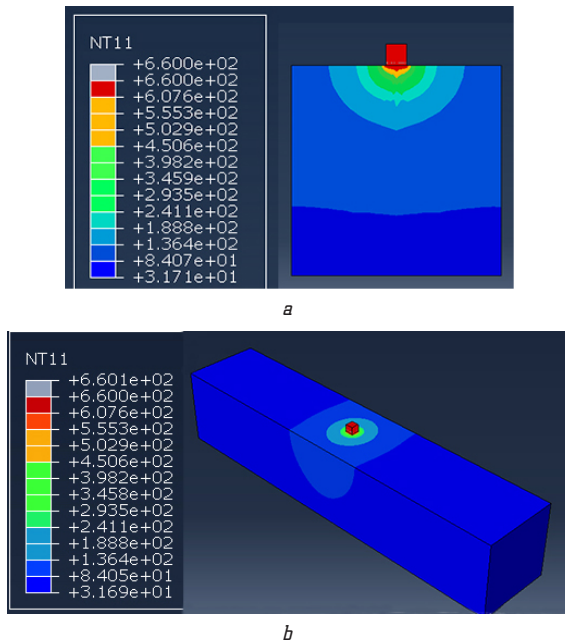 NT11
+6.600e+02
+6.600e+02
+6.076e+02
+5.553e+02
+5.029e+02
+4.506e+02
+3.982e+02
+3.459e+02
+2.935e+02
+2.411e+02
+1.888e+02
+1.364e+02
+8.407e+01
+3.171e+01
a
NT11
+6.601e+02
+6.600e+02
+6.076e+02
+5.553e+02
+5.029e+02
+4.506e+02
+3.982e+02
+3.458e+02
+2.935e+02
+2.411e+02
+1.888e+02
+1.364e+02
+8.405e+01
+3.169e+01
b